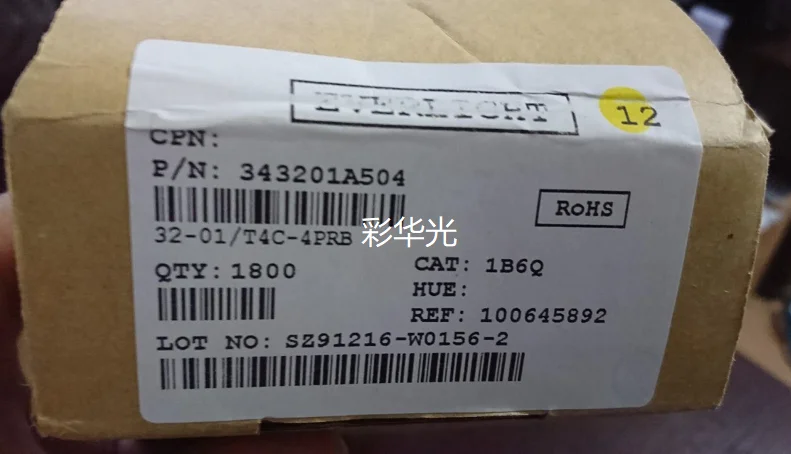 EVERLIGHT
12
CPN:
P/N: 343201A504
RoHS
32-01/T4C-4PRB
彩华光
QTY: 1800
CAT: 1B6Q
HUE:
REF: 100645892
LOT NO: SZ91216-W0156-2